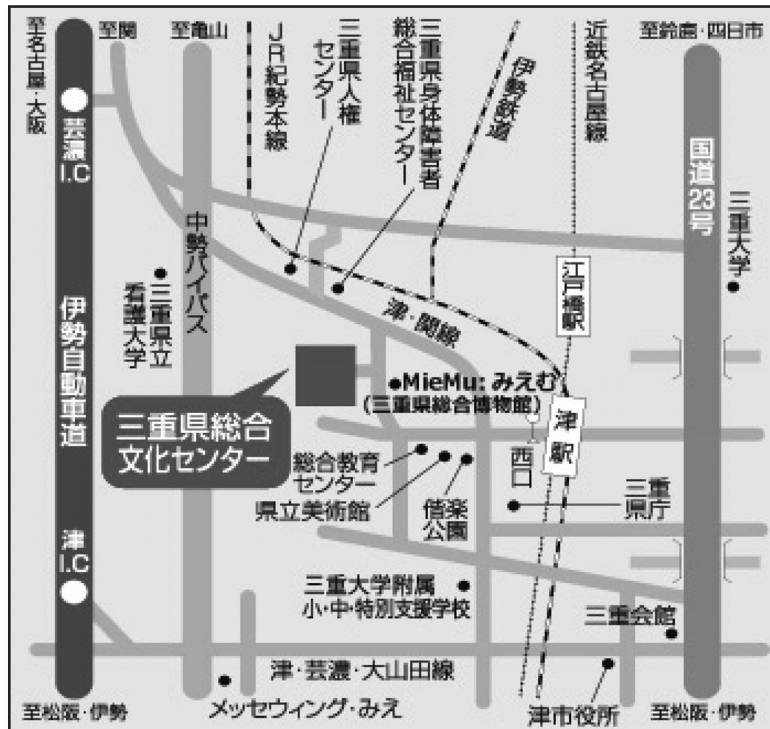 至名古屋・大阪
至関
至亀山
JR紀勢本線
三重県人権
センター
三重県身体障害者
総合福祉センター
伊勢鉄道
近鉄名古屋線
至鈴鹿・四日市
芸濃
I.C
国道23号
三重大学
中勢バイパス
三重県立
看護大学
江戸橋駅
津・関線
伊勢自動車道
MieMu:みえむ
(三重県総合博物館)
三重県総合
文化センター
津駅
西口
総合教育
センター
県立美術館
偕楽
公園
三重
県庁
津
I.C
三重大学附属
小・中・特別支援学校
三重会館
津・芸濃・大山田線
至松阪・伊勢
メッセウィング・みえ
津市役所
至松阪・伊勢